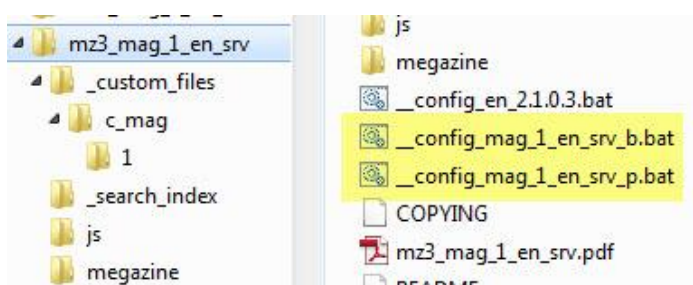 mz3_mag_1_en_srv
_custom_files
c_mag
1
_search_index
js
megazine
js
megazine
__config_en_2.1.0.3.bat
__config_mag_1_en_srv_b.bat
__config_mag_1_en_srv_p.bat
COPYING
mz3_mag_1_en_srv.pdf